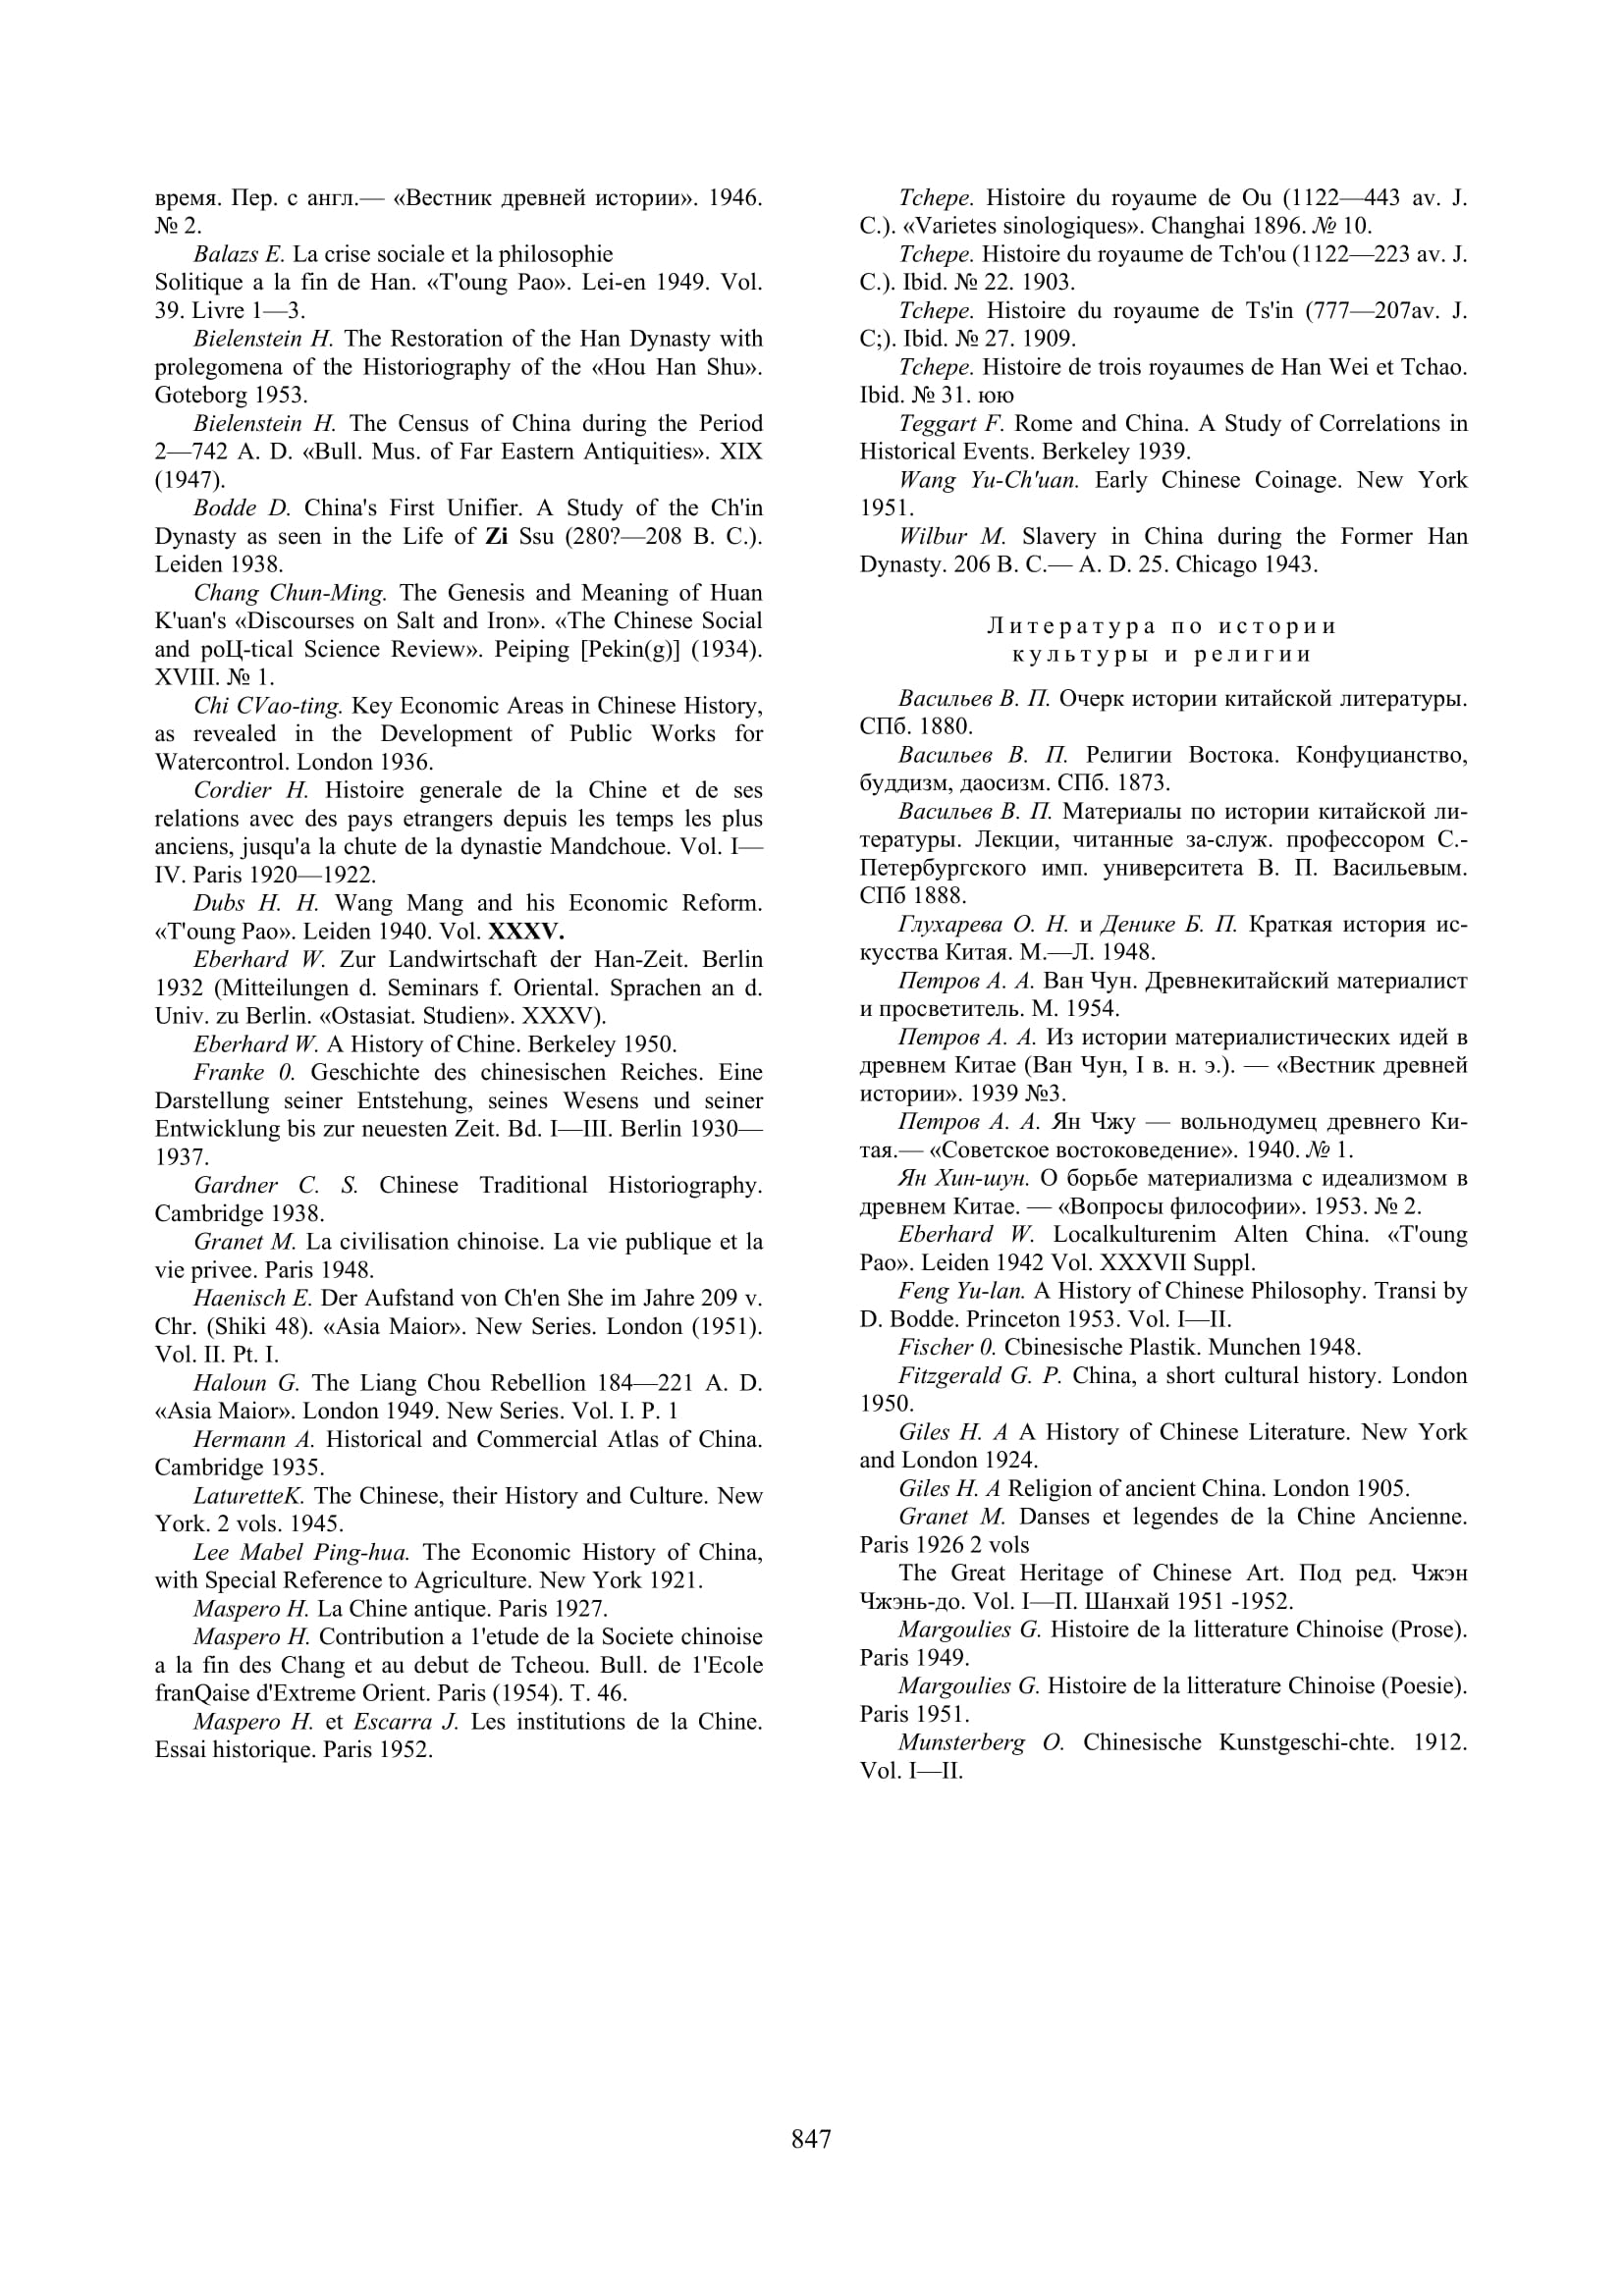 время. Пер. с англ.— «Вестник древней истории». 1946.
№ 2.
Balazs E. La crise sociale et la philosophie
Solitique a la fin de Han. «T'oung Pao». Lei-en 1949. Vol.
39. Livre 1—3.
Bielenstein H. The Restoration of the Han Dynasty with
prolegomena of the Historiography of the «Hou Han Shu».
Goteborg 1953.
Bielenstein H. The Census of China during the Period
2—742 A. D. «Bull. Mus. of Far Eastern Antiquities». XIX
(1947).
Bodde D. China's First Unifier. A Study of the Ch'in
Dynasty as seen in the Life of Zi Ssu (280?—208 B. C.).
Leiden 1938.
Chang Chun-Ming. The Genesis and Meaning of Huan
K'uan's «Discourses on Salt and Iron». «The Chinese Social
and poЦ-tical Science Review». Peiping [Pekin(g)] (1934).
XVIII. № 1.
Chi CVao-ting. Key Economic Areas in Chinese History,
as revealed in the Development of Public Works for
Watercontrol. London 1936.
Cordier H. Histoire generale de la Chine et de ses
relations avec des pays etrangers depuis les temps les plus
anciens, jusqu'a la chute de la dynastie Mandchoue. Vol. I—
IV. Paris 1920—1922.
Dubs H. H. Wang Mang and his Economic Reform.
«T'oung Pao». Leiden 1940. Vol. XXXV.
Eberhard W. Zur Landwirtschaft der Han-Zeit. Berlin
1932 (Mitteilungen d. Seminars f. Oriental. Sprachen an d.
Univ. zu Berlin. «Ostasiat. Studien». XXXV).
Eberhard W. A History of Chine. Berkeley 1950.
Franke 0. Geschichte des chinesischen Reiches. Eine
Darstellung seiner Entstehung, seines Wesens und seiner
Entwicklung bis zur neuesten Zeit. Bd. I—III. Berlin 1930—
1937.
Gardner C. S. Chinese Traditional Historiography.
Cambridge 1938.
Granet M. La civilisation chinoise. La vie publique et la
vie privee. Paris 1948.
Haenisch E. Der Aufstand von Ch'en She im Jahre 209 v.
Chr. (Shiki 48). «Asia Maior». New Series. London (1951).
Vol. II. Pt. I.
Haloun G. The Liang Chou Rebellion 184—221 A. D.
«Asia Maior». London 1949. New Series. Vol. I. P. 1
Hermann A. Historical and Commercial Atlas of China.
Cambridge 1935.
LaturetteK. The Chinese, their History and Culture. New
York. 2 vols. 1945.
Lee Mabel Ping-hua. The Economic History of China,
with Special Reference to Agriculture. New York 1921.
Maspero H. La Chine antique. Paris 1927.
Maspero H. Contribution a 1'etude de la Societe chinoise
a la fin des Chang et au debut de Tcheou. Bull. de 1'Ecole
franQaise d'Extreme Orient. Paris (1954). T. 46.
Maspero H. et Escarra J. Les institutions de la Chine.
Essai historique. Paris 1952.
Tchepe. Histoire du royaume de Ou (1122—443 av. J.
C.). «Varietes sinologiques». Changhai 1896. № 10.
Tchepe. Histoire du royaume de Tch'ou (1122—223 av. J.
C.). Ibid. № 22. 1903.
Tchepe. Histoire du royaume de Ts'in (777—207av. J.
C;). Ibid. № 27. 1909.
Tchepe. Histoire de trois royaumes de Han Wei et Tchao.
Ibid. № 31. юю
Teggart F. Rome and China. A Study of Correlations in
Historical Events. Berkeley 1939.
Wang Yu-Ch'uan. Early Chinese Coinage. New York
1951.
Wilbur M. Slavery in China during the Former Han
Dynasty. 206 B. C.— A. D. 25. Chicago 1943.
Литература по истории
культуры и религии
Васильев В. П. Очерк истории китайской литературы.
СПб. 1880.
Васильев В. П. Религии Востока. Конфуцианство,
буддизм, даосизм. СПб. 1873.
Васильев В. П. Материалы по истории китайской ли-
тературы. Лекции, читанные за-служ. профессором С.-
Петербургского имп. университета В. П. Васильевым.
СПб 1888.
Глухарева О. Н. и Денике Б. П. Краткая история ис-
кусства Китая. М.—Л. 1948.
Петров А. А. Ван Чун. Древнекитайский материалист
и просветитель. М. 1954.
Петров А. А. Из истории материалистических идей в
древнем Китае (Ван Чун, I в. н. э.). — «Вестник древней
истории». 1939 №3.
Петров А. А. Ян Чжу — вольнодумец древнего Ки-
тая.— «Советское востоковедение». 1940. № 1.
Ян Хин-шун. О борьбе материализма с идеализмом в
древнем Китае. — «Вопросы философии». 1953. № 2.
Eberhard W. Localkulturenim Alten China. «T'oung
Pao». Leiden 1942 Vol. XXXVII Suppl.
Feng Yu-lan. A History of Chinese Philosophy. Transi by
D. Bodde. Princeton 1953. Vol. I—II.
Fischer 0. Cbinesische Plastik. Munchen 1948.
Fitzgerald G. P. China, a short cultural history. London
1950.
Giles H. A A History of Chinese Literature. New York
and London 1924.
Giles H. A Religion of ancient China. London 1905.
Granet M. Danses et legendes de la Chine Ancienne.
Paris 1926 2 vols
The Great Heritage of Chinese Art. Под ред. Чжэн
Чжэнь-до. Vol. I—П. Шанхай 1951 -1952.
Margoulies G. Histoire de la litterature Chinoise (Prose).
Paris 1949.
Margoulies G. Histoire de la litterature Chinoise (Poesie).
Paris 1951.
Munsterberg O. Chinesische Kunstgeschi-chte. 1912.
Vol. I—II.
847